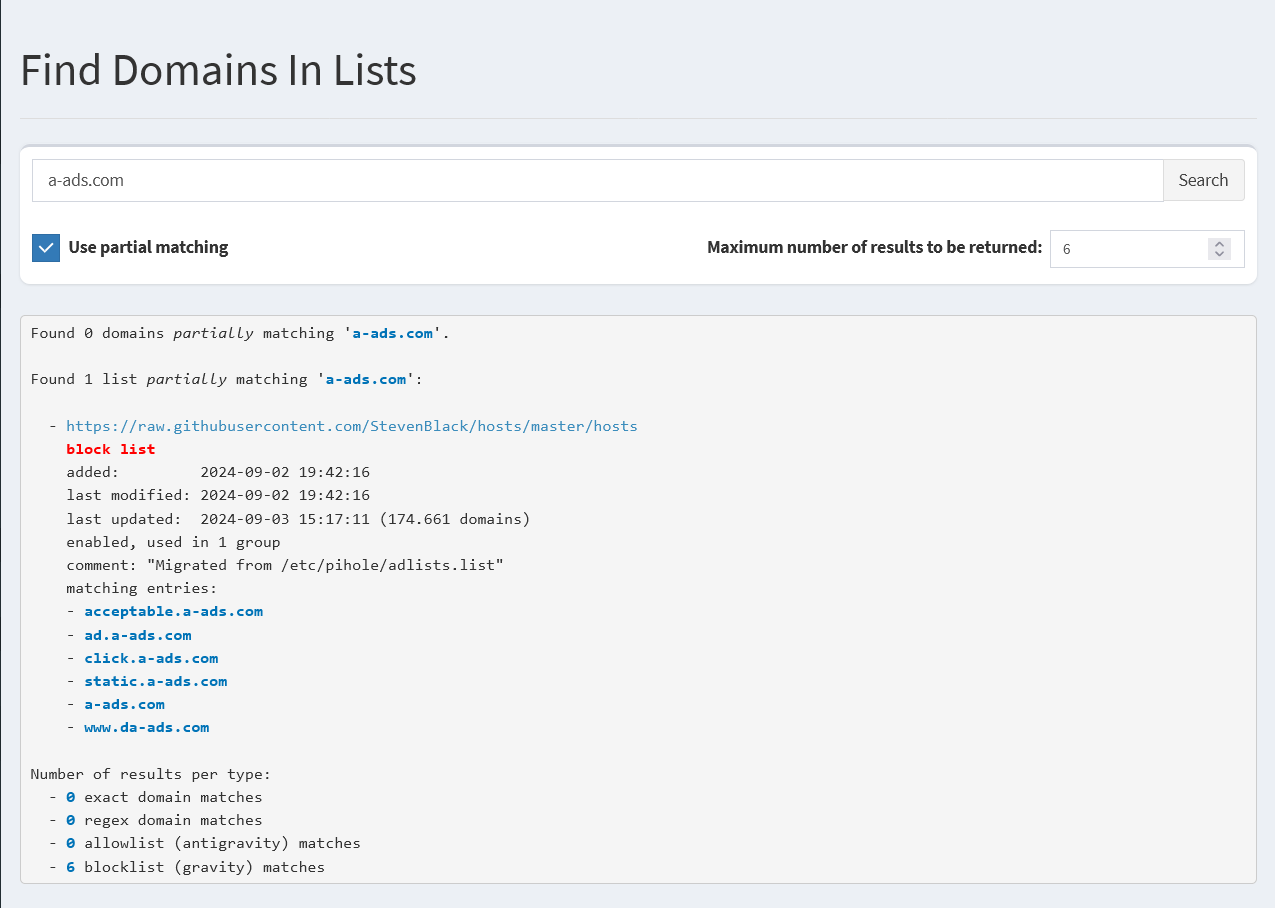 Find Domains In Lists
a-ads.com
Search
Use partial matching
Maximum number of results to be returned: 6
Found 0 domains partially matching 'a-ads.com'.
Found 1 list partially matching 'a-ads.com':
- https://raw.githubusercontent.com/StevenBlack/hosts/master/hosts
block list
added: 2024-09-02 19:42:16
last modified: 2024-09-02 19:42:16
last updated: 2024-09-03 15:17:11 (174.661 domains)
enabled, used in 1 group
comment: "Migrated from /etc/pihole/adlists.list"
matching entries:
- acceptable.a-ads.com
- ad.a-ads.com
- click.a-ads.com
- static.a-ads.com
- a-ads.com
- www.da-ads.com
Number of results per type:
- 0 exact domain matches
- 0 regex domain matches
- 0 allowlist (antigravity) matches
- 6 blocklist (gravity) matches